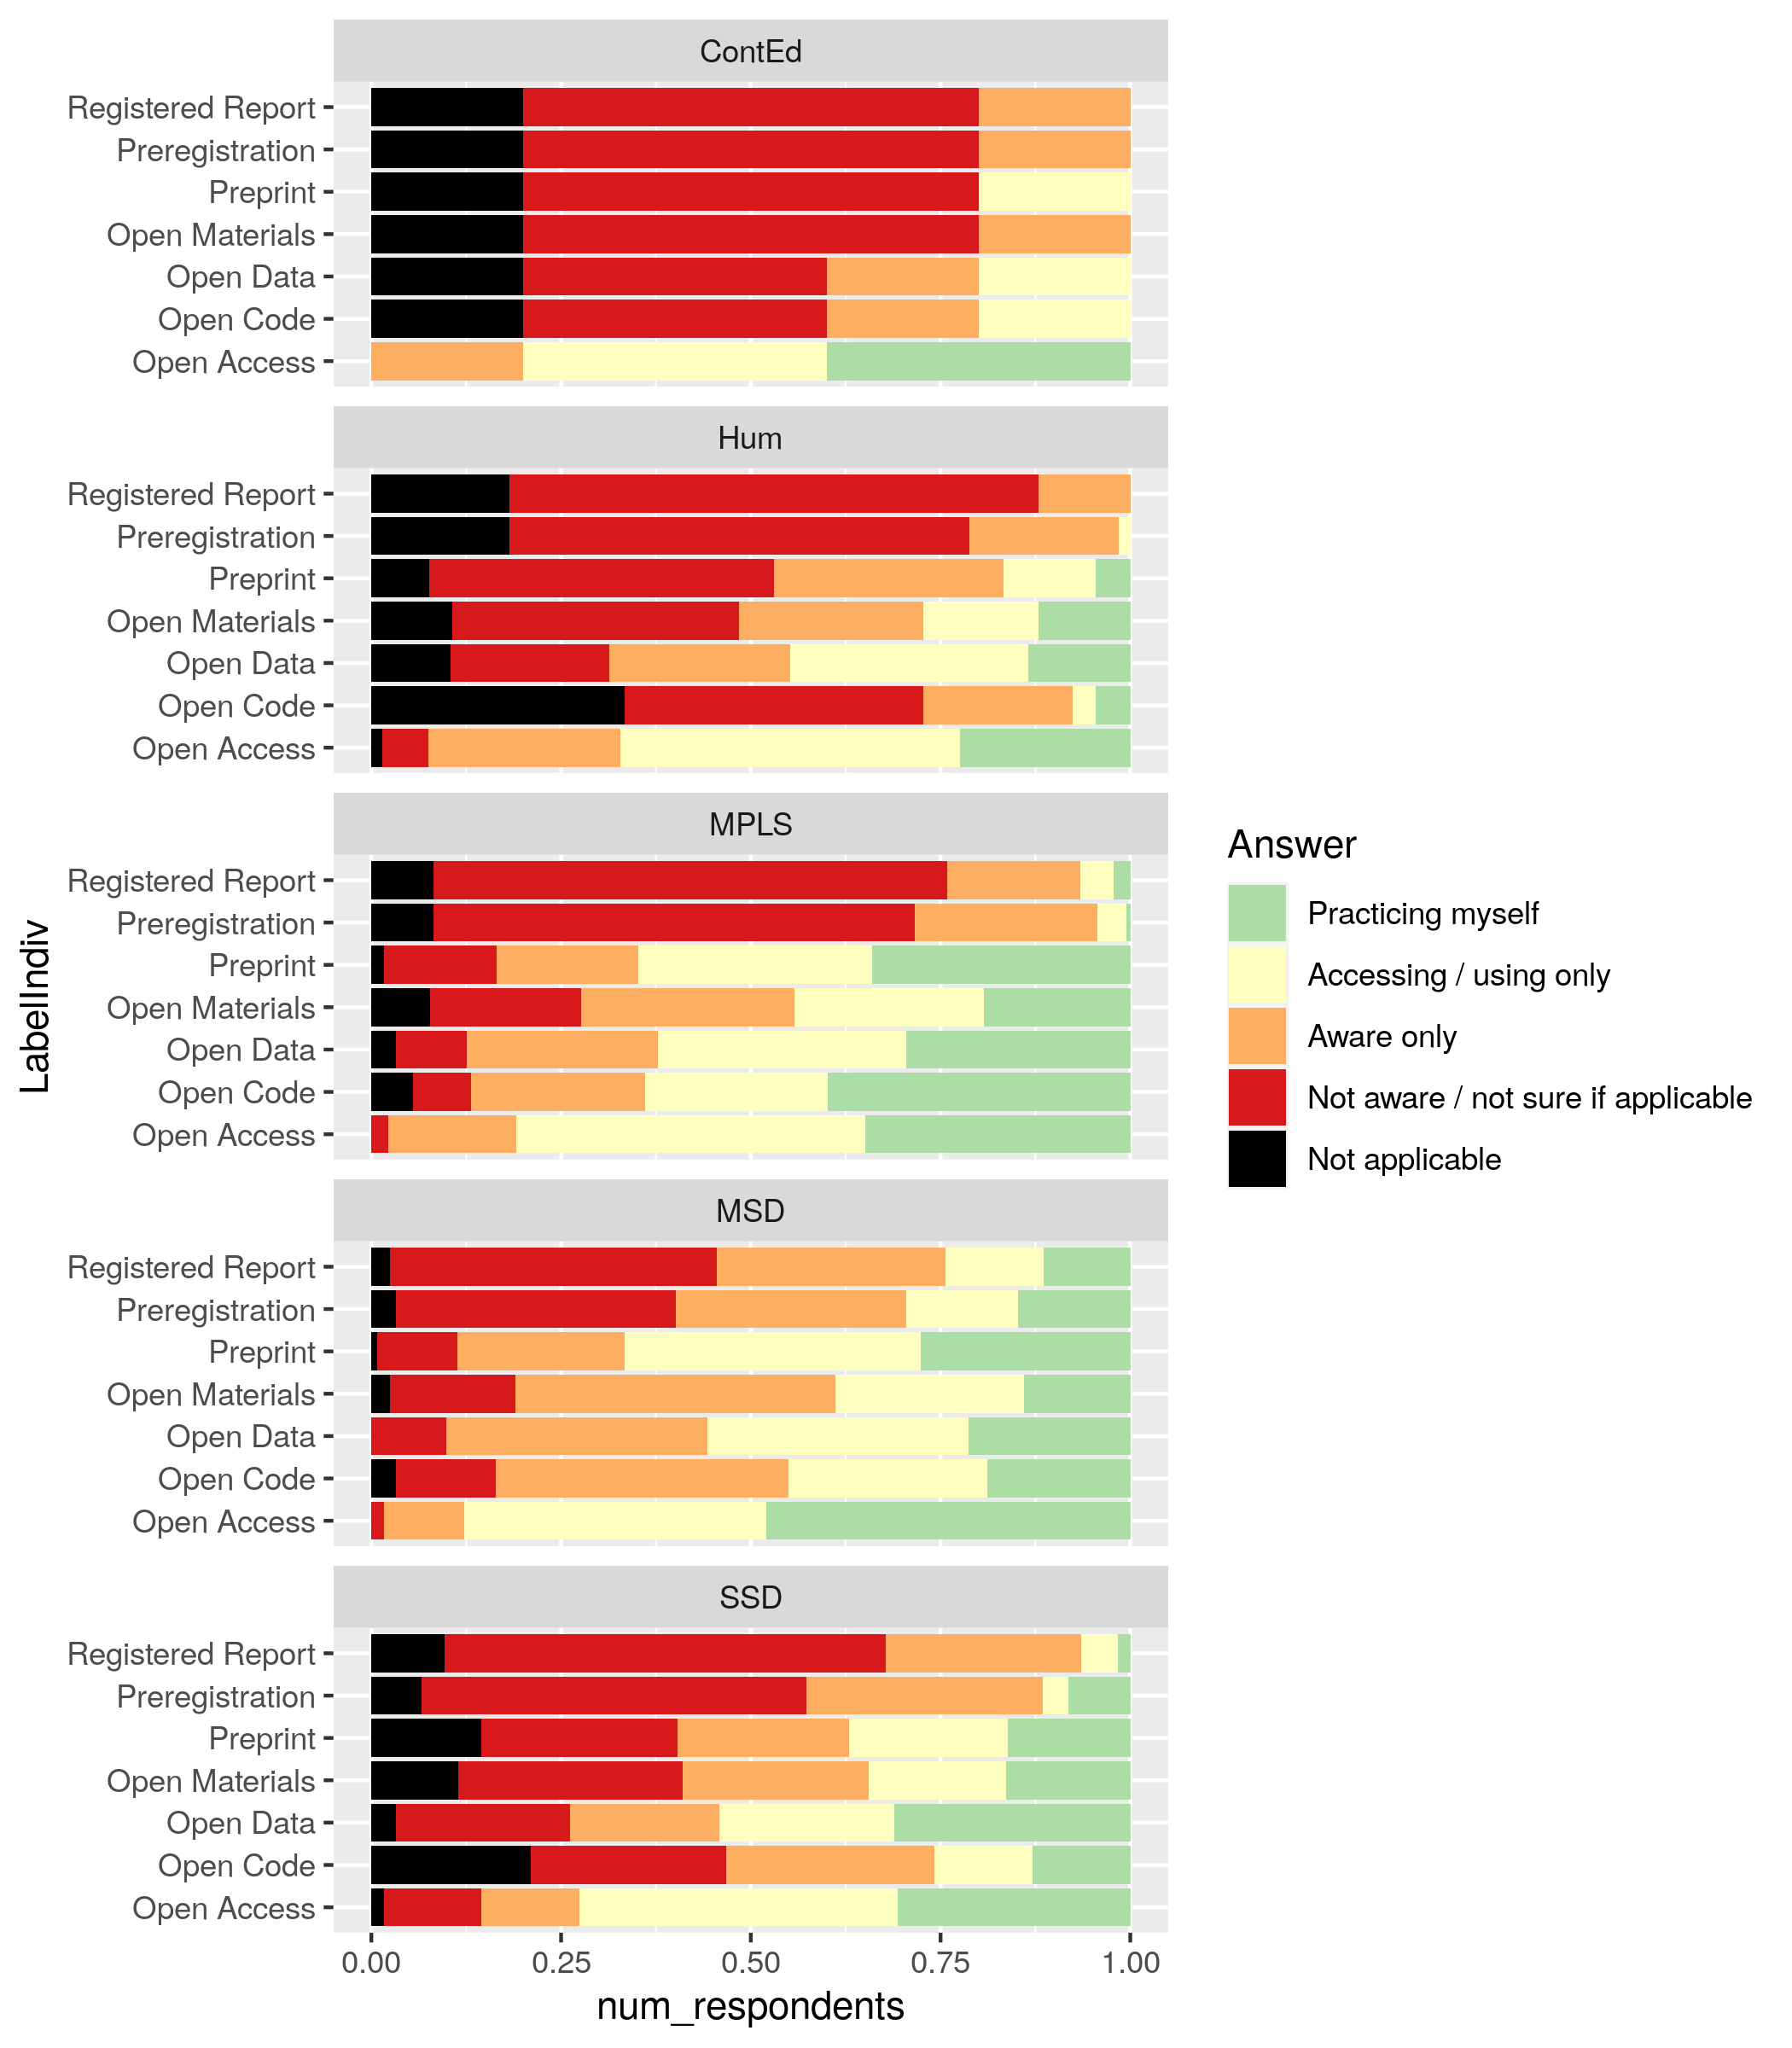 ContEd
Registered Report
Preregistration
Preprint
Open Materials
Open Data
Open Code
Open Access
Hum
Registered Report
Preregistration
Preprint
Open Materials
Open Data
Open Code
Open Access
MPLS
Registered Report
Preregistration
Preprint
Open Materials
Open Data
Open Code
Open Access
MSD
Registered Report
Preregistration
Preprint
Open Materials
Open Data
Open Code
Open Access
SSD
Registered Report
Preregistration
Preprint
Open Materials
Open Data
Open Code
Open Access
0.00 0.25 0.50 0.75 1.00
num_respondents
LabelIndiv
Answer
Practicing myself
Accessing / using only
Aware only
Not aware / not sure if applicable
Not applicable